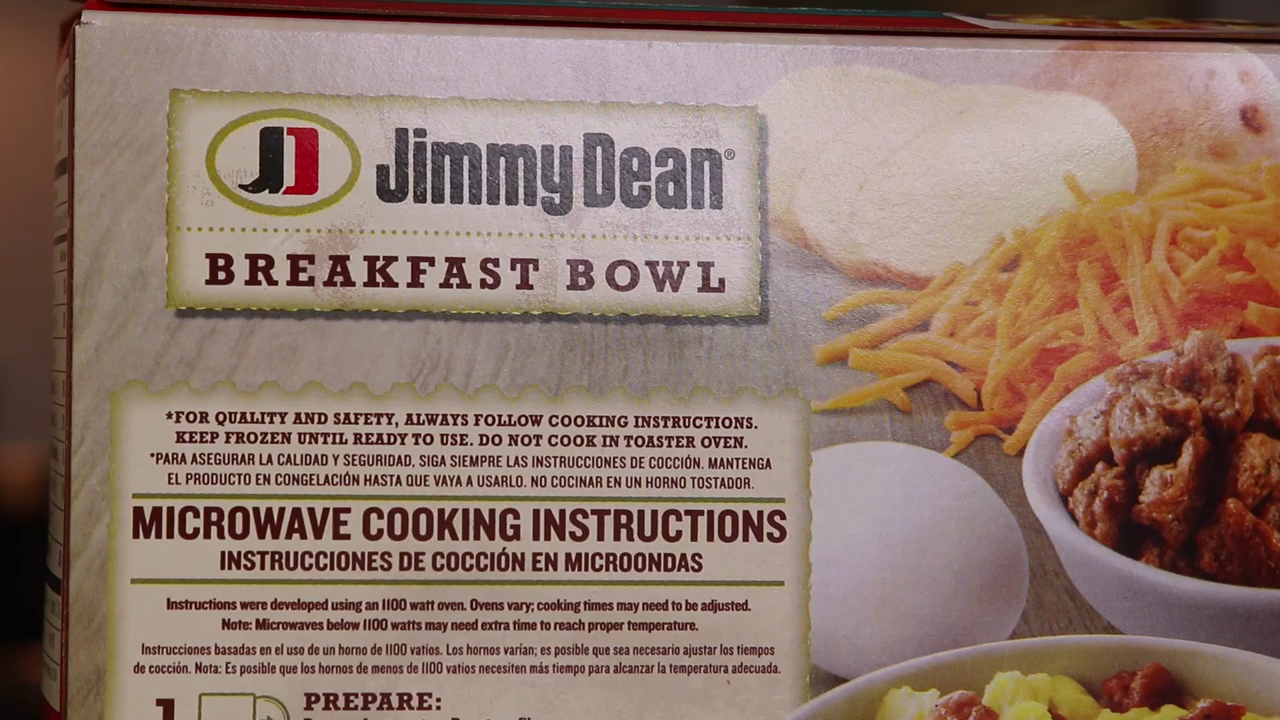 Jimmy Dean®
BREAKFAST BOWL
*FOR QUALITY AND SAFETY, ALWAYS FOLLOW COOKING INSTRUCTIONS.
KEEP FROZEN UNTIL READY TO USE. DO NOT COOK IN TOASTER OVEN.
*PARA ASEGURAR LA CALIDAD Y SEGURIDAD, SIGA SIEMPRE LAS INSTRUCCIONES DE COCCIÓN. MANTENGA
EL PRODUCTO EN CONGELACIÓN HASTA QUE VAYA A USARLO. NO COCINAR EN UN HORNO TOSTADOR.
MICROWAVE COOKING INSTRUCTIONS
INSTRUCCIONES DE COCCIÓN EN MICROONDAS
Instructions were developed using an 1100 watt oven. Ovens vary; cooking times may need to be adjusted.
Note: Microwaves below 1100 watts may need extra time to reach proper temperature.
Instrucciones basadas en el uso de un horno de 1100 vatios. Los hornos varían; es posible que sea necesario ajustar los tiempos
de cocción. Nota: Es posible que los hornos de menos de 1100 vatios necesiten más tiempo para alcanzar la temperatura adecuada.
1 PREPARE: